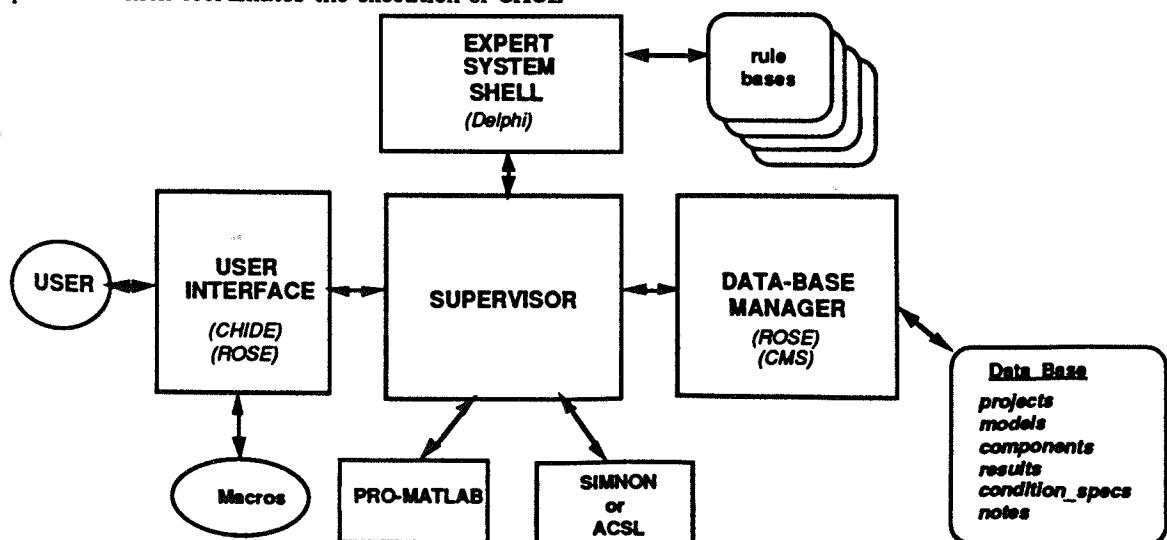 EXPERT
SYSTEM
SHELL
(Delphi)
rule
bases
USER
USER
INTERFACE
(CHIDE)
(ROSE)
SUPERVISOR
DATA-BASE
MANAGER
(ROSE)
(CMS)
Macros
PRO-MATLAB
SIMNON
or
ACSL
Data Base
projects
models
components
results
condition_specs
notes